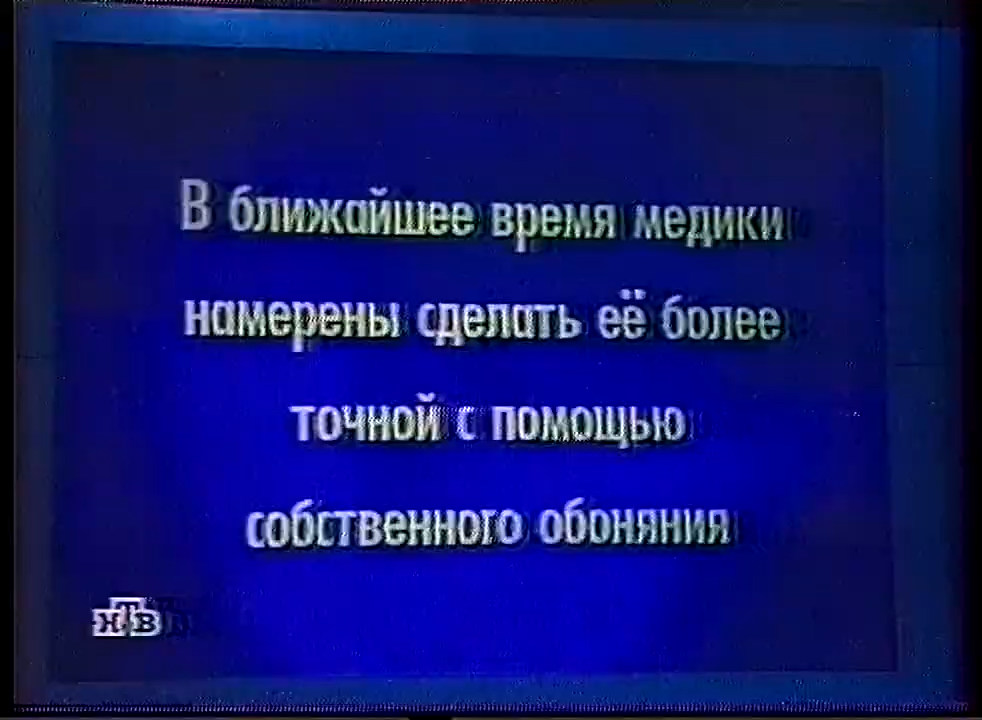 В ближайшее время медики
намерены сделать её более
точной с помощью
собственного обоняния
НТВ